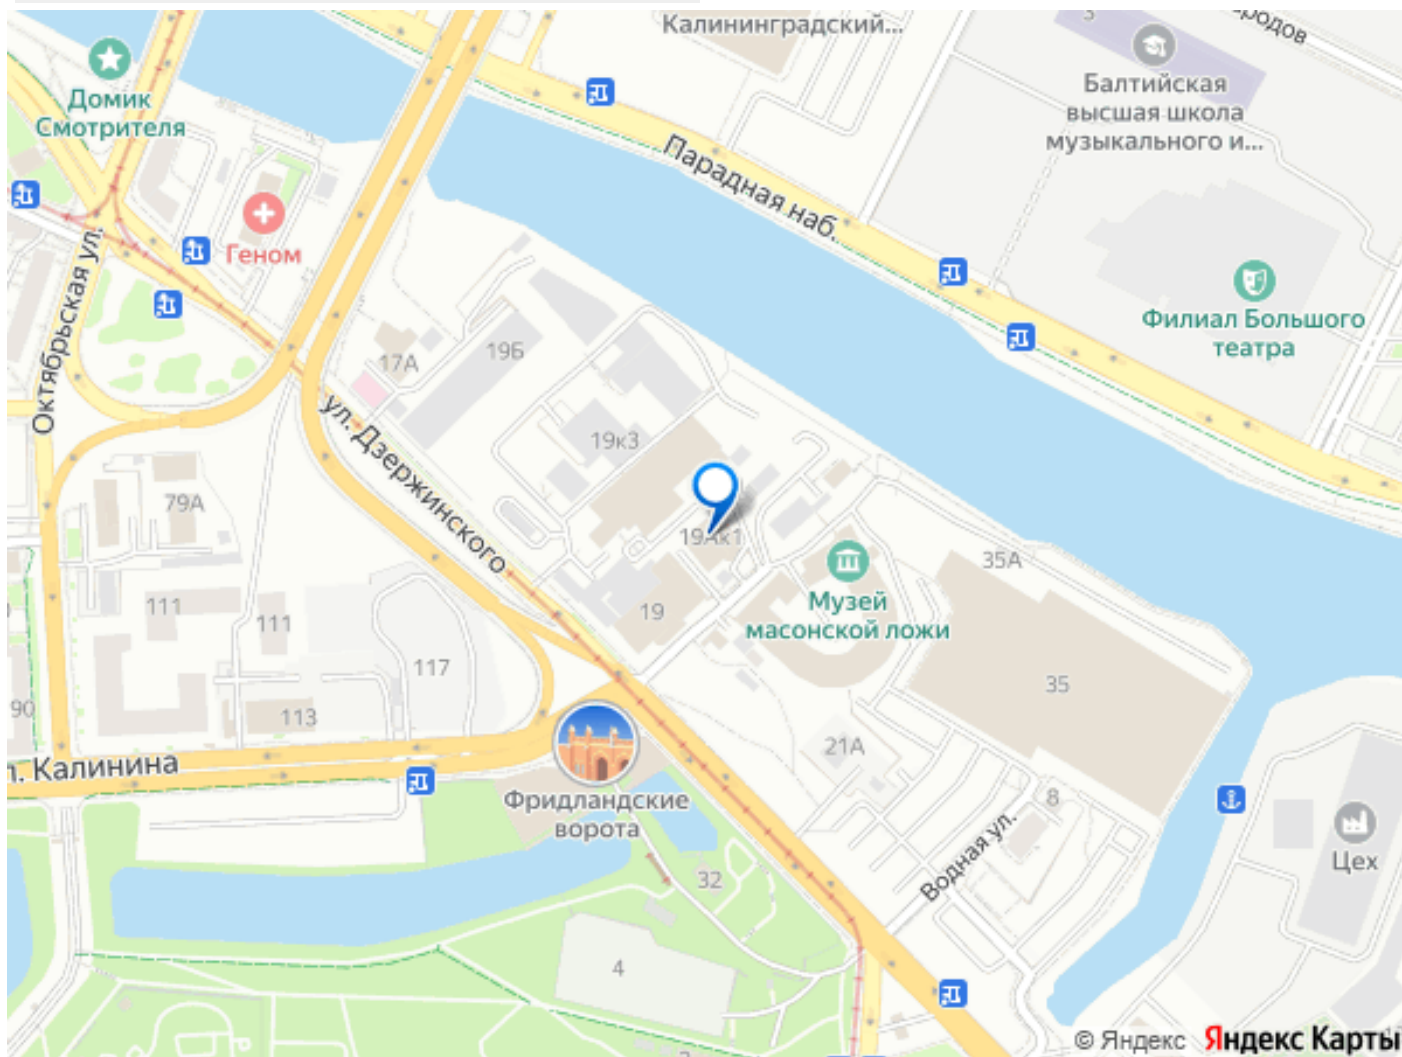 Калининградский...
Балтийская
высшая школа
музыкального и...
Домик
Смотрителя
Парадная наб.
Геном
Октябрьская ул.
Филиал Большого
театра
19Б
17А
ул. Дзержинского
19к3
79А
19Ак1
35А
Музей
масонской ложи
111
111
19
117
35
90
113
21А
л. Калинина
Фридландские
ворота
8
Водная ул.
Цех
32
4
© Яндекс Яндекс Карты